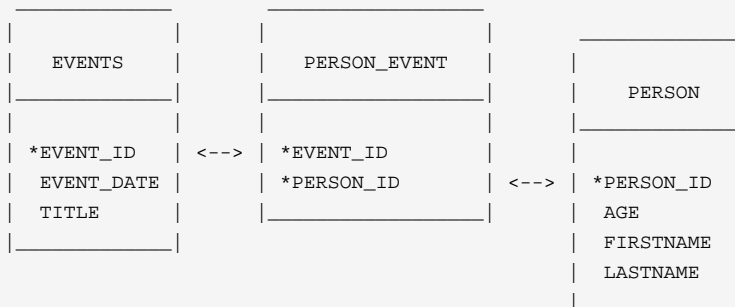 EVENTS
PERSON_EVENT
PERSON
*EVENT_ID <--> *EVENT_ID
EVENT_DATE *PERSON_ID <--> *PERSON_ID
TITLE AGE
FIRSTNAME
LASTNAME